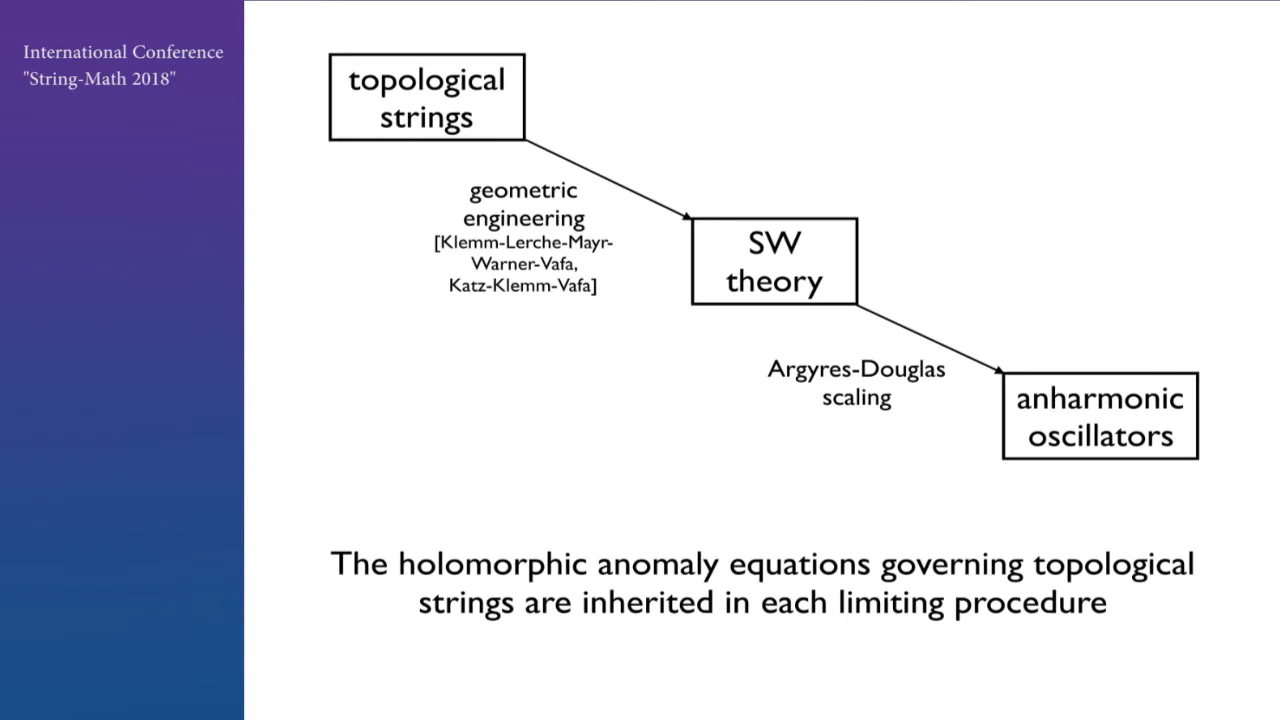 International Conference
"String-Math 2018"
topological
strings
geometric
engineering
[Klemm-Lerche-Mayr-
Warner-Vafa,
Katz-Klemm-Vafa]
SW
theory
Argyres-Douglas
scaling
anharmonic
oscillators
The holomorphic anomaly equations governing topological
strings are inherited in each limiting procedure